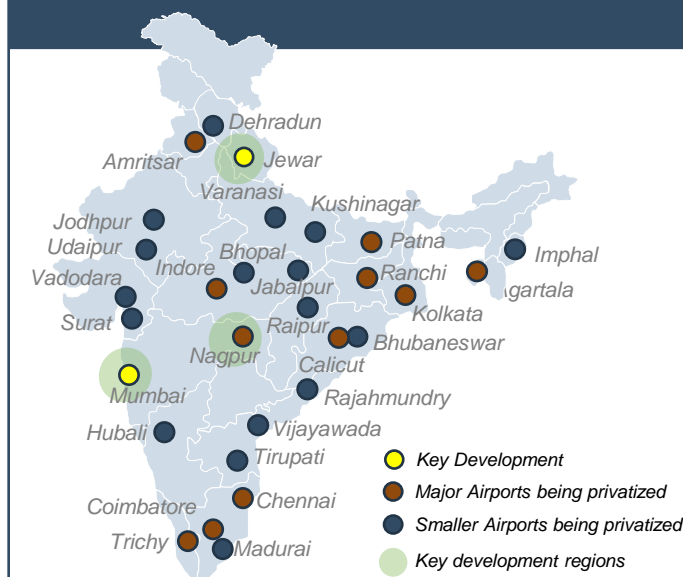 Dehradun
Amritsar
Jewar
Varanasi
Kushinagar
Jodhpur
Patna
Udaipur
Bhopal
Imphal
Indore
Ranchi
Vadodara
Jabalpur
gartala
Kolkata
Surat
Raipur
Bhubaneswar
Nagpur
Calicut
Mumbai
Rajahmundry
Hubali
Vijayawada
Tirupati
Key Development
Major Airports being privatized
Chennai
Coimbatore
Smaller Airports being privatized
Trichy
Madurai
Key development regions